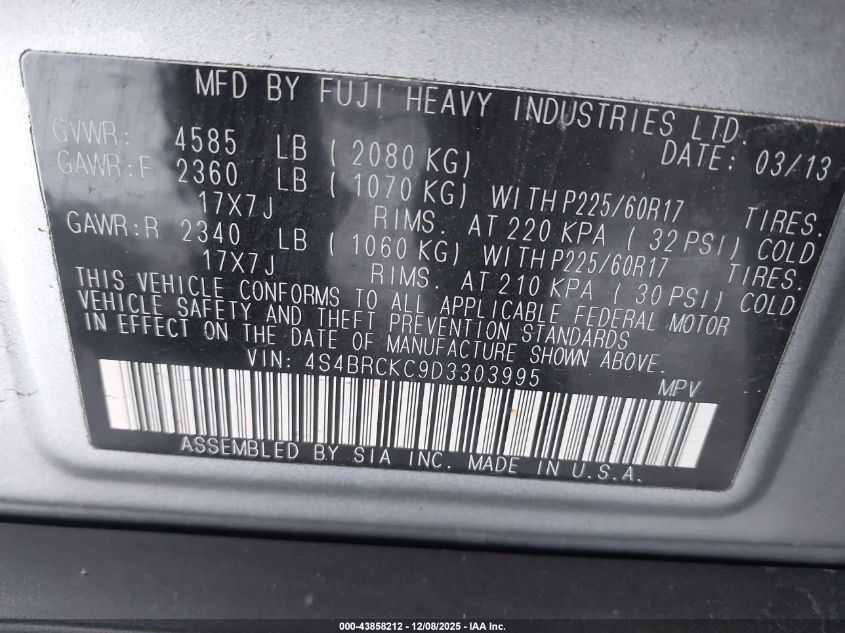 MFD BY FUJI HEAVY INDUSTRIES LTD.
GVWR: 4585 LB ( 2080 KG) DATE: 03/13
GAWR:F 2360 LB ( 1070 KG) WITH P225/60R17 TIRES.
17X7J RIMS. AT 220 KPA ( 32 PSI) COLD
GAWR:R 2340 LB ( 1060 KG) WITH P225/60R17 TIRES.
17X7J RIMS. AT 210 KPA ( 30 PSI) COLD
THIS VEHICLE CONFORMS TO ALL APPLICABLE FEDERAL MOTOR
VEHICLE SAFETY AND THEFT PREVENTION STANDARDS
IN EFFECT ON THE DATE OF MANUFACTURE SHOWN ABOVE.
VIN: 4S4BRCKC9D3303995 MPV
ASSEMBLED BY SIA INC. MADE IN U.S.A.
000-43858212 - 12/08/2025 - IAA Inc.